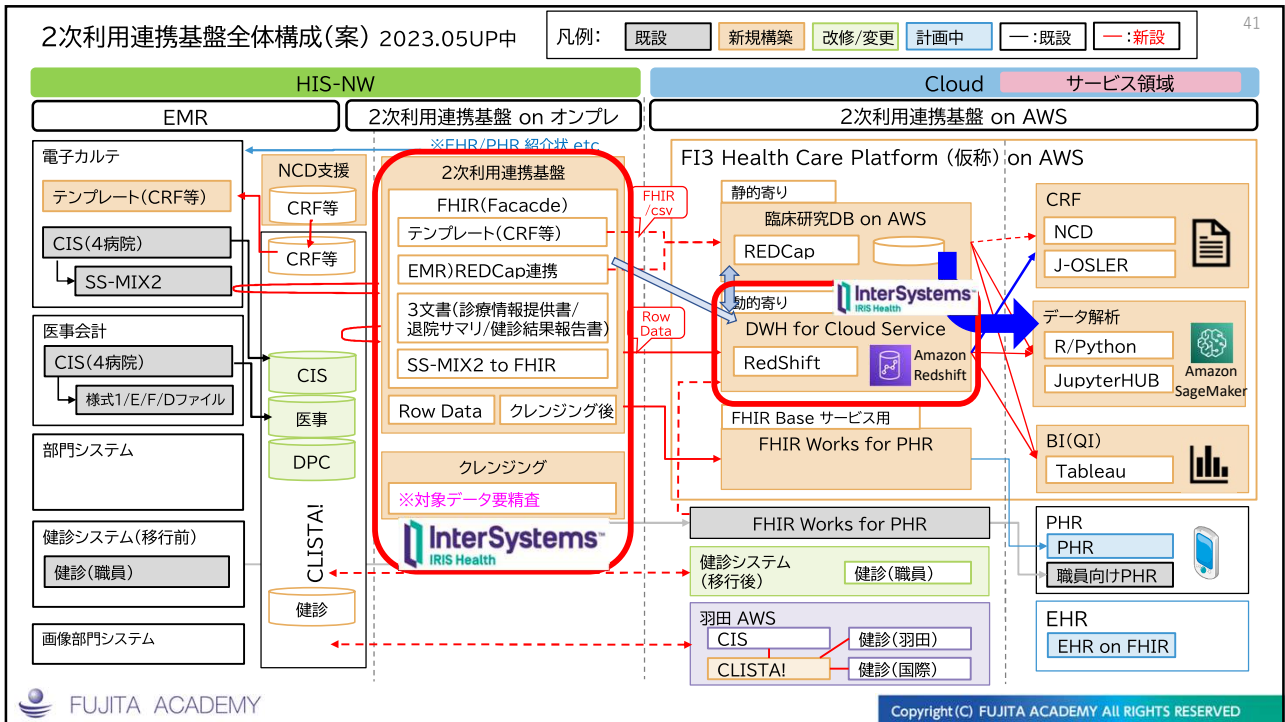 2次利用連携基盤全体構成(案) 2023.05UP中
凡例:
既設
新規構築
改修/変更
計画中
ー:既設
ー:新設
41
HIS-NW
Cloud
サービス領域
EMR
2次利用連携基盤 on オンプレ
2次利用連携基盤 on AWS
電子カルテ
テンプレート(CRF等)
CIS(4病院)
SS-MIX2
医事会計
CIS(4病院)
様式1/E/F/Dファイル
部門システム
健診システム(移行前)
健診(職員)
画像部門システム
NCD支援
CRF等
CRF等
CIS
医事
DPC
CLISTA!
健診
※EHR/PHR 紹介状 etc
2次利用連携基盤
FHIR(Facacde)
テンプレート(CRF等)
EMR)REDCap連携
3文書(診療情報提供書/
退院サマリ/健診結果報告書)
SS-MIX2 to FHIR
Row Data
クレンジング後
クレンジング
※対象データ要精査
InterSystems™
IRIS Health
FHIR
/csv
Row
Data
FI3 Health Care Platform (仮称) on AWS
静的寄り
臨床研究DB on AWS
REDCap
動的寄り
InterSystems™
IRIS Health
DWH for Cloud Service
RedShift
Amazon
Redshift
FHIR Base サービス用
FHIR Works for PHR
FHIR Works for PHR
健診システム
(移行後)
健診(職員)
羽田 AWS
CIS
健診(羽田)
CLISTA!
健診(国際)
CRF
NCD
J-OSLER
データ解析
R/Python
JupyterHUB
Amazon
SageMaker
BI(QI)
Tableau
PHR
PHR
職員向けPHR
EHR
EHR on FHIR
FUJITA ACADEMY
Copyright(C) FUJITA ACADEMY All RIGHTS RESERVED